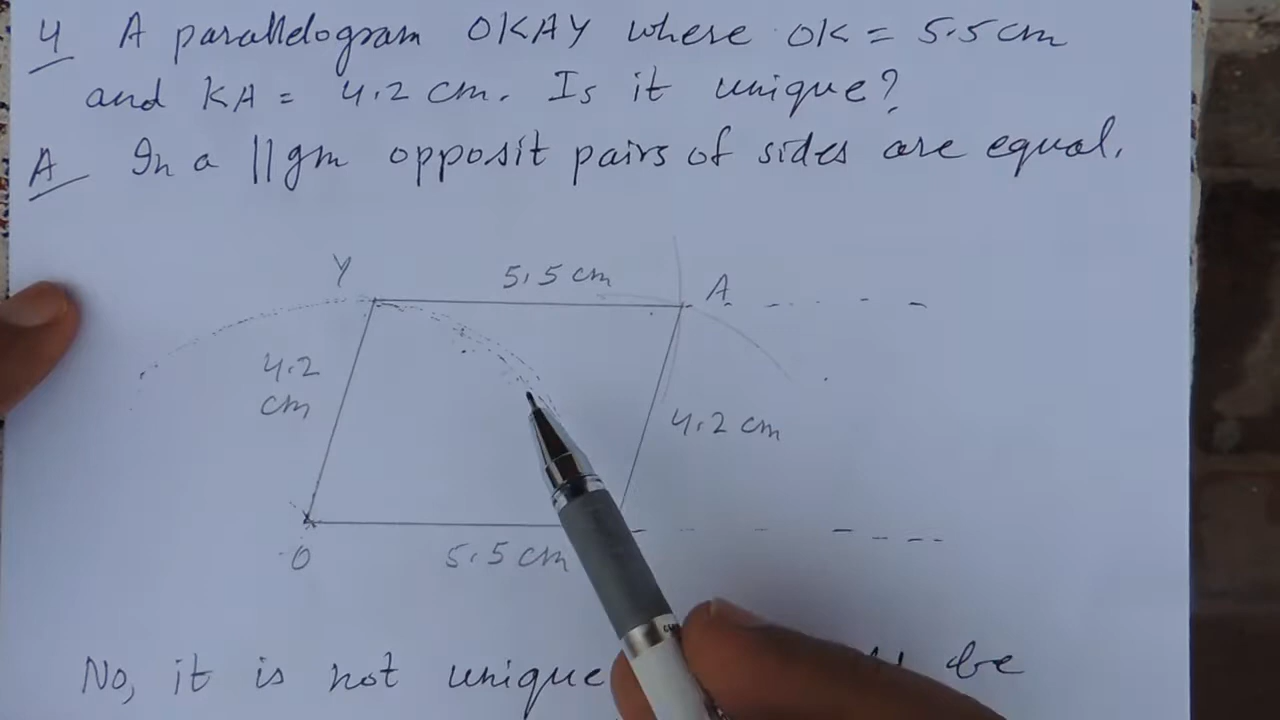 4 A parallelogram OKAY where OK = 5.5 cm
and KA = 4.2 cm. Is it unique?
A In a ||gm opposit pairs of sides are equal.
Y 5.5 cm A
4.2 cm
4.2 cm
O 5.5 cm
No, it is not unique be